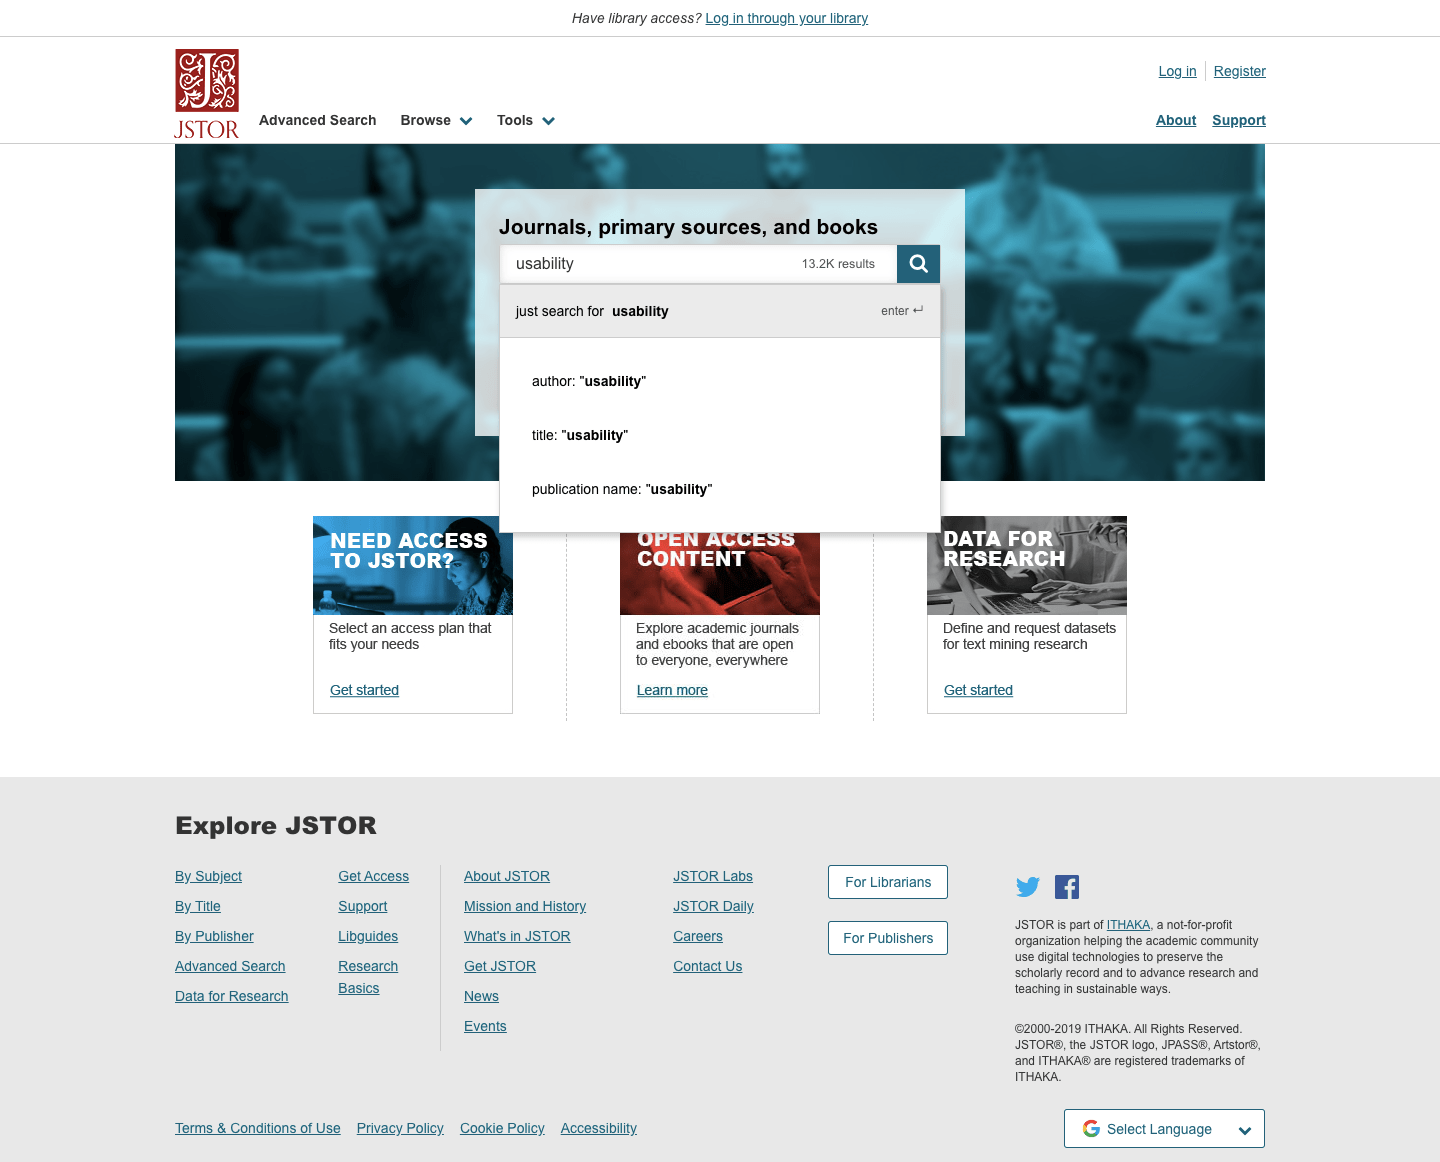 Have library access? Log in through your library
Log in
Register
JSTOR
Advanced Search
Browse
Tools
About
Support
Journals, primary sources, and books
usability
13.2K results
just search for usability
enter ↵
author: "usability"
title: "usability"
publication name: "usability"
NEED ACCESS
TO JSTOR?
Select an access plan that
fits your needs
Get started
OPEN ACCESS
CONTENT
Explore academic journals
and ebooks that are open
to everyone, everywhere
Learn more
DATA FOR
RESEARCH
Define and request datasets
for text mining research
Get started
Explore JSTOR
By Subject
By Title
By Publisher
Advanced Search
Data for Research
Get Access
Support
Libguides
Research
Basics
About JSTOR
Mission and History
What's in JSTOR
Get JSTOR
News
Events
JSTOR Labs
JSTOR Daily
Careers
Contact Us
For Librarians
For Publishers
JSTOR is part of ITHAKA, a not-for-profit
organization helping the academic community
use digital technologies to preserve the
scholarly record and to advance research and
teaching in sustainable ways.
©2000-2019 ITHAKA. All Rights Reserved.
JSTOR®, the JSTOR logo, JPASS®, Artstor®,
and ITHAKA® are registered trademarks of
ITHAKA.
Terms & Conditions of Use
Privacy Policy
Cookie Policy
Accessibility
Select Language